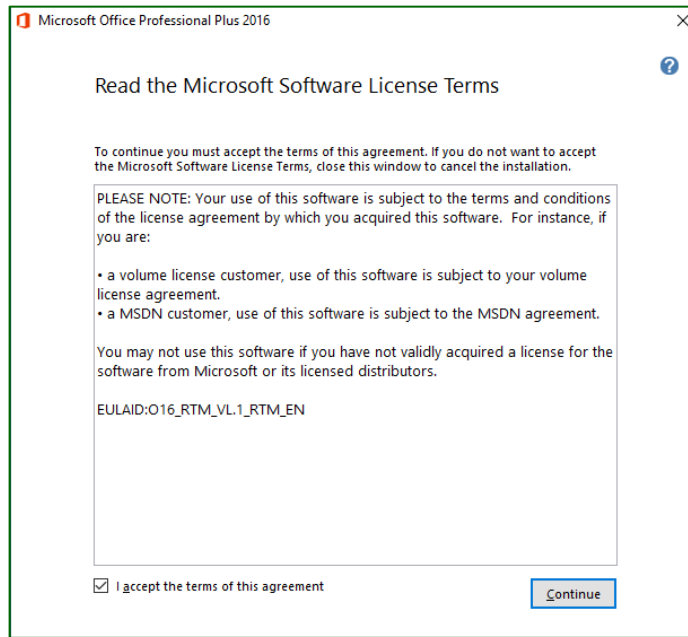 Microsoft Office Professional Plus 2016
Read the Microsoft Software License Terms
To continue you must accept the terms of this agreement. If you do not want to accept
the Microsoft Software License Terms, close this window to cancel the installation.
PLEASE NOTE: Your use of this software is subject to the terms and conditions
of the license agreement by which you acquired this software.  For instance, if
you are:
• a volume license customer, use of this software is subject to your volume
license agreement.
• a MSDN customer, use of this software is subject to the MSDN agreement.
You may not use this software if you have not validly acquired a license for the
software from Microsoft or its licensed distributors.
EULAID:O16_RTM_VL.1_RTM_EN
I accept the terms of this agreement
Continue